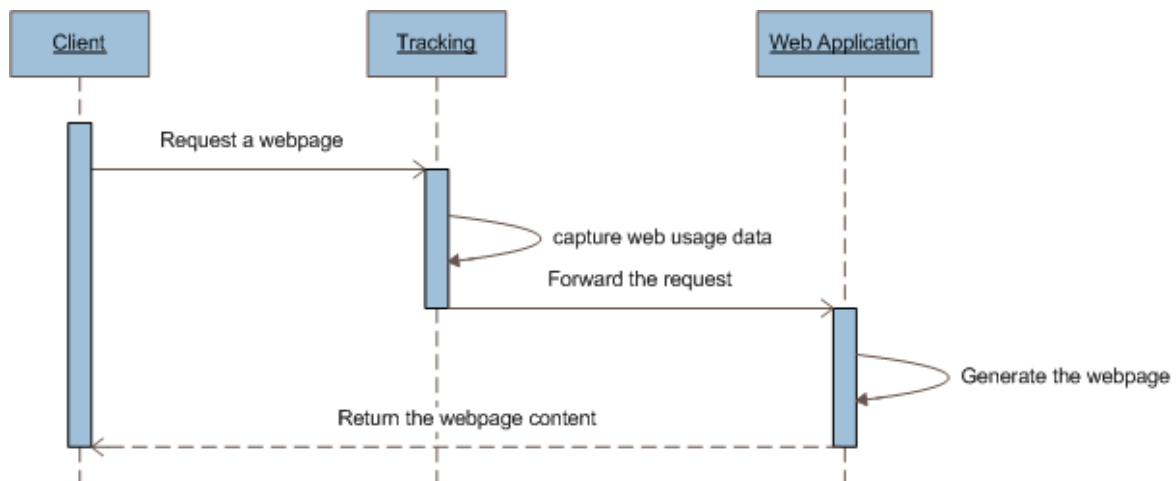 Client
Tracking
Web Application
Request a webpage
capture web usage data
Forward the request
Generate the webpage
Return the webpage content